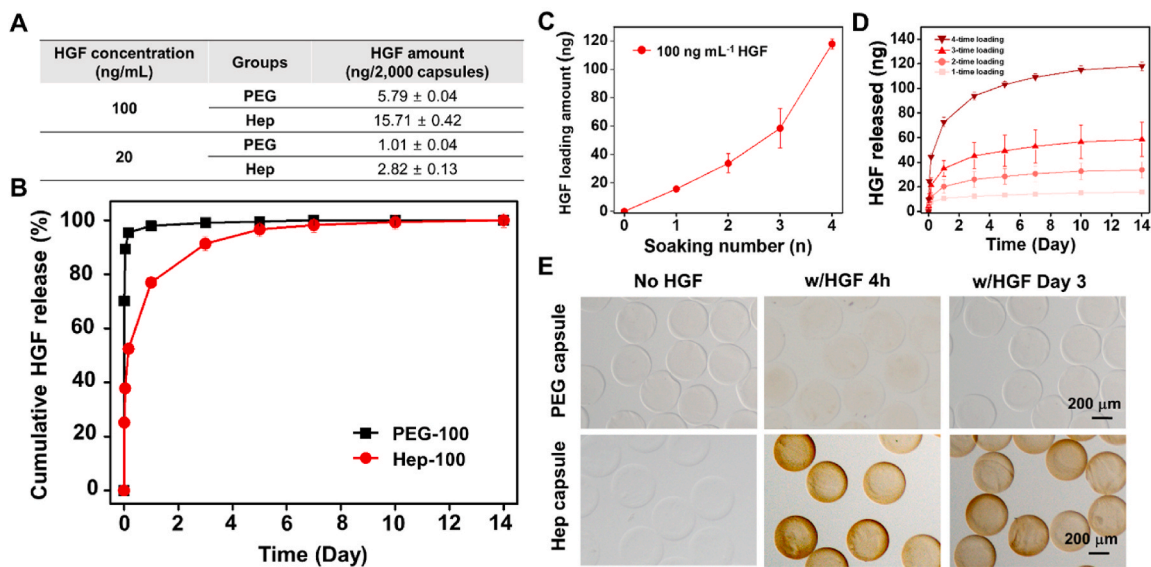 A
HGF concentration (ng/mL) Groups HGF amount (ng/2,000 capsules)
100 PEG 5.79 ± 0.04
Hep 15.71 ± 0.42
20 PEG 1.01 ± 0.04
Hep 2.82 ± 0.13
B
Cumulative HGF release (%)
100
80
60
40
20
0
PEG-100
Hep-100
0 2 4 6 8 10 12 14
Time (Day)
C
HGF loading amount (ng)
120
100
80
60
40
20
0
100 ng mL⁻¹ HGF
0 1 2 3 4
Soaking number (n)
D
HGF released (ng)
140
120
100
80
60
40
20
0
4-time loading
3-time loading
2-time loading
1-time loading
0 2 4 6 8 10 12 14
Time (Day)
E
No HGF w/HGF 4h w/HGF Day 3
PEG capsule
200 μm
Hep capsule
200 μm